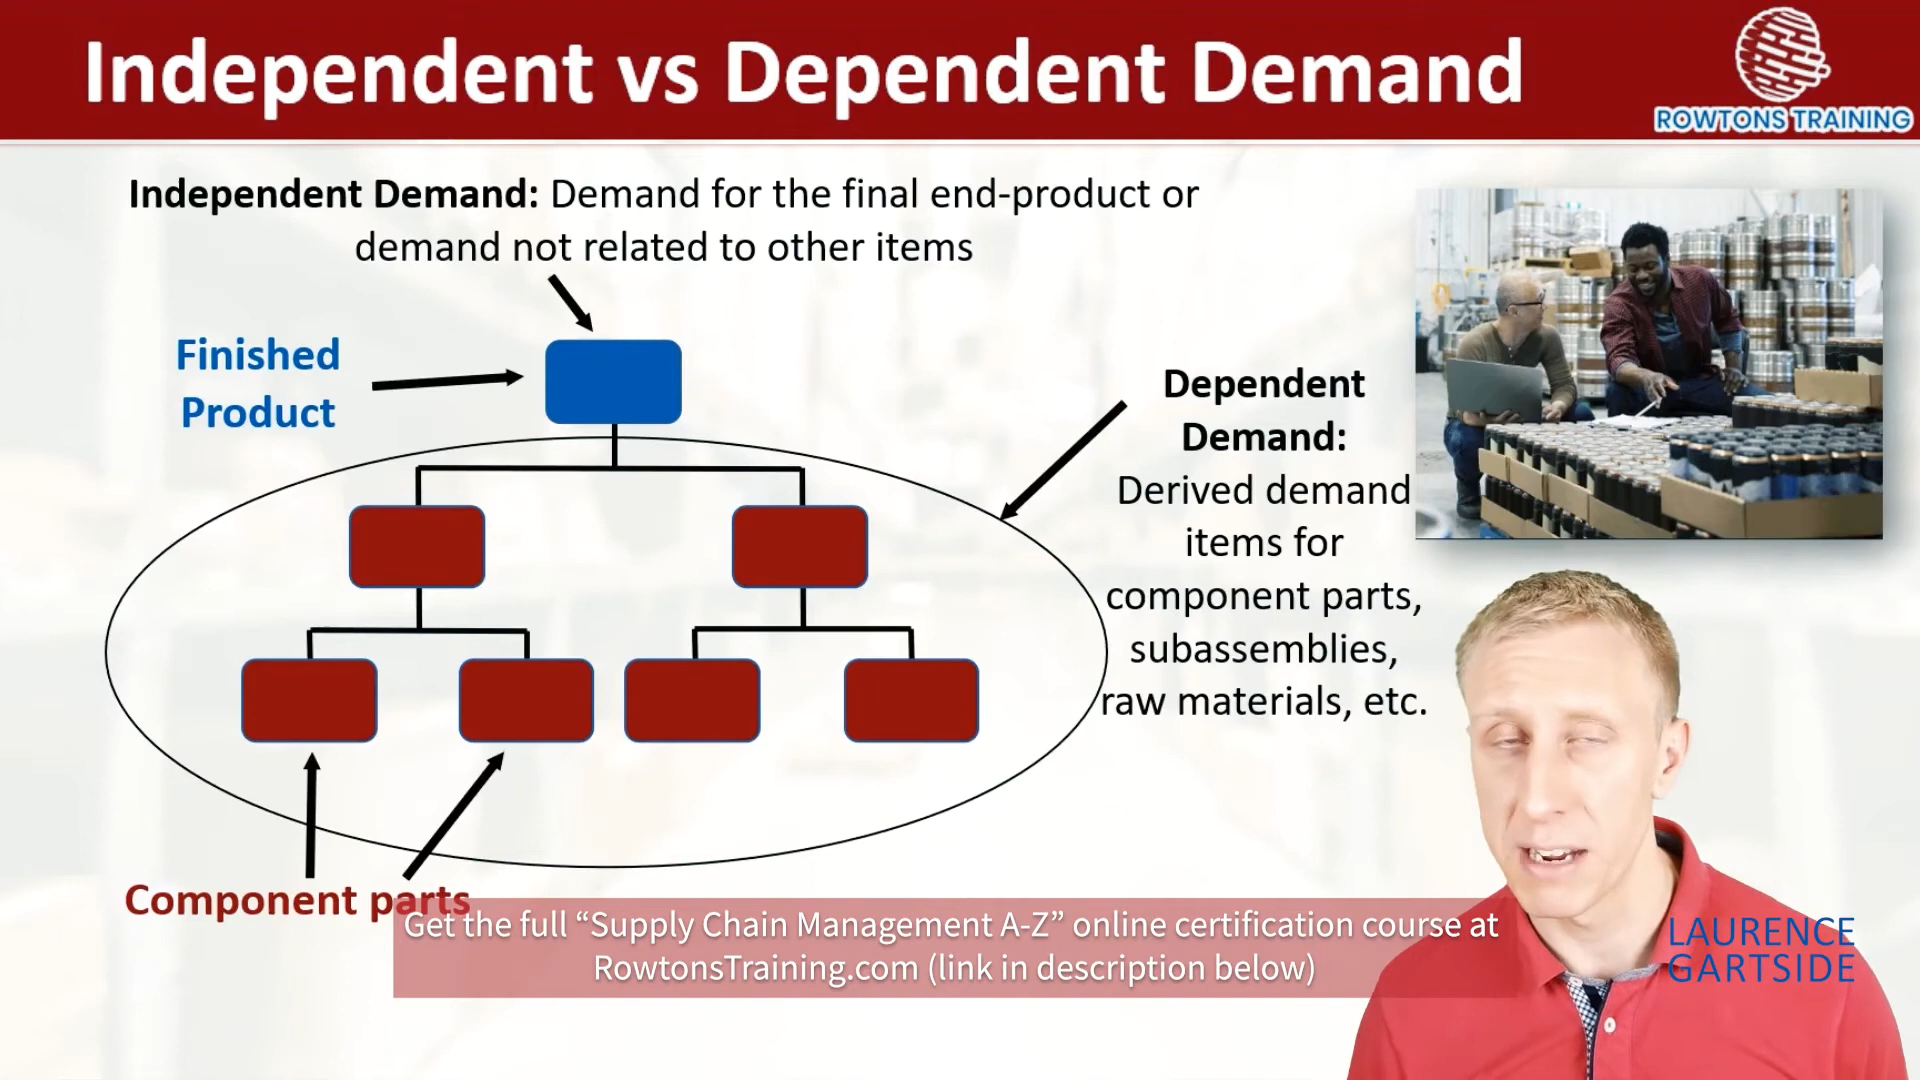 Independent vs Dependent Demand
ROWTONS TRAINING
Independent Demand: Demand for the final end-product or
demand not related to other items
Finished
Product
Dependent
Demand:
Derived demand
items for
component parts,
subassemblies,
raw materials, etc.
Component parts
Get the full “Supply Chain Management A-Z” online certification course at
RowtonsTraining.com (link in description below)
LAURENCE
GARTSIDE